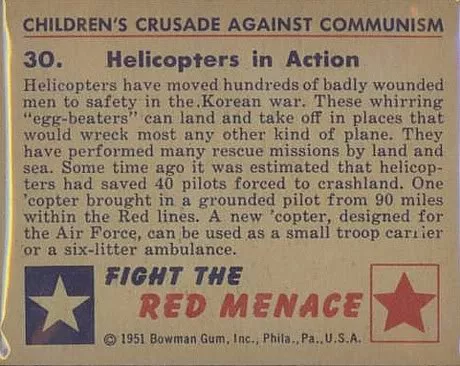 CHILDREN'S CRUSADE AGAINST COMMUNISM
30. Helicopters in Action
Helicopters have moved hundreds of badly wounded
men to safety in the Korean war. These whirring
"egg-beaters" can land and take off in places that
would wreck most any other kind of plane. They
have performed many rescue missions by land and
sea. Some time ago it was estimated that helicop-
ters had saved 40 pilots forced to crashland. One
'copter brought in a grounded pilot from 90 miles
within the Red lines. A new 'copter, designed for
the Air Force, can be used as a small troop carrier
or a six-litter ambulance.
FIGHT THE
RED MENACE
© 1951 Bowman Gum, Inc., Phila., Pa., U.S.A.